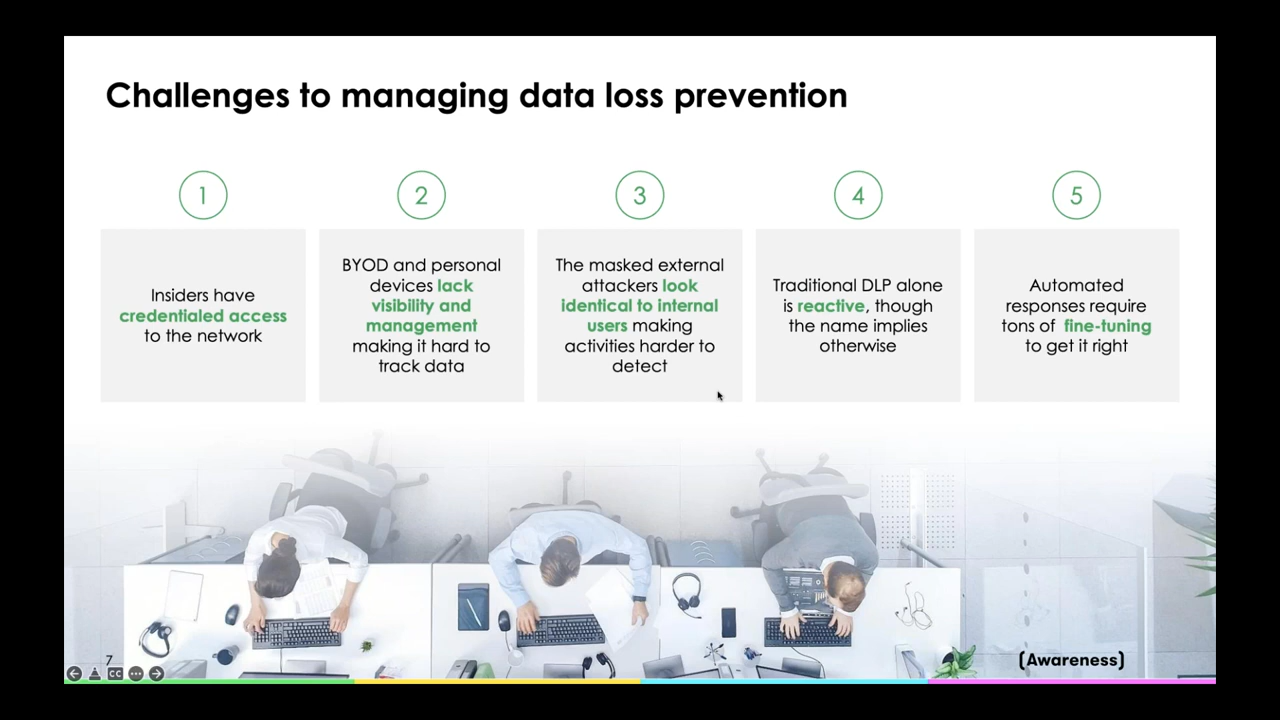 Challenges to managing data loss prevention
1
Insiders have
credentialed access
to the network
2
BYOD and personal
devices lack
visibility and
management
making it hard to
track data
3
The masked external
attackers look
identical to internal
users making
activities harder to
detect
4
Traditional DLP alone
is reactive, though
the name implies
otherwise
5
Automated
responses require
tons of fine-tuning
to get it right
7
CC
(Awareness)